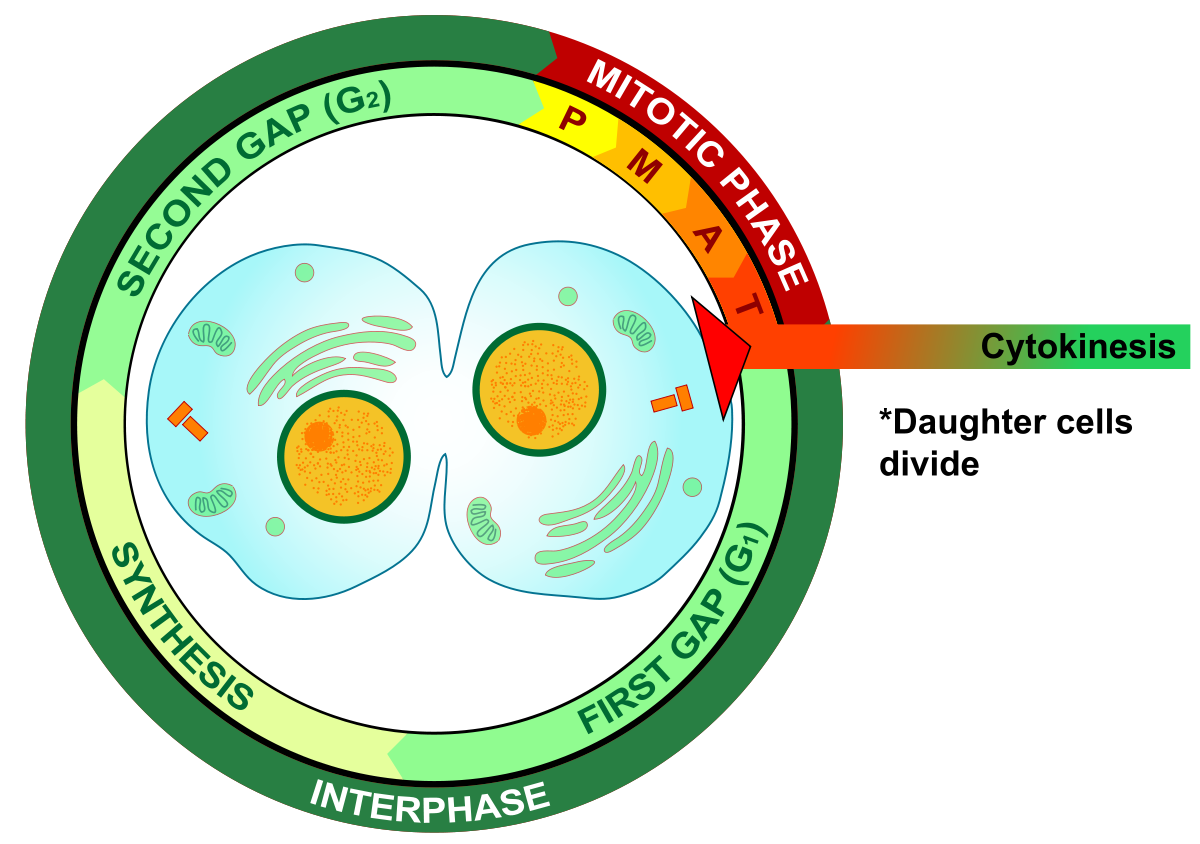 MITOTIC PHASE
P
M
A
T
SECOND GAP (G₂)
Cytokinesis
*Daughter cells
divide
FIRST GAP (G₁)
SYNTHESIS
INTERPHASE